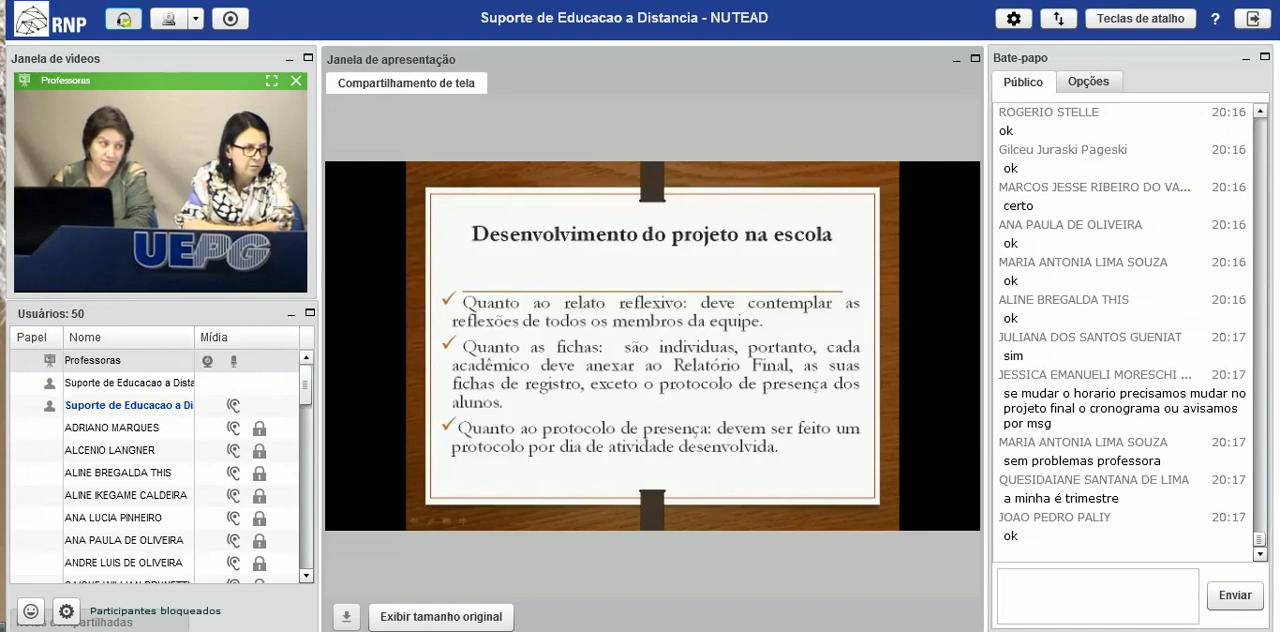 RNP
Suporte de Educacao a Distancia - NUTEAD
Teclas de atalho
?
Janela de vídeos
Professoras
UEPG
Usuários: 50
Papel Nome Mídia
Professoras
Suporte de Educacao a Dista
Suporte de Educacao a Di
ADRIANO MARQUES
ALCENIO LANGNER
ALINE BREGALDA THIS
ALINE IKEGAME CALDEIRA
ANA LUCIA PINHEIRO
ANA PAULA DE OLIVEIRA
ANDRE LUIS DE OLIVEIRA
Participantes bloqueados
Notas compartilhadas
Janela de apresentação
Compartilhamento de tela
Desenvolvimento do projeto na escola
✓ Quanto ao relato reflexivo: deve contemplar as
reflexões de todos os membros da equipe.
✓ Quanto as fichas: são individuas, portanto, cada
acadêmico deve anexar ao Relatório Final, as suas
fichas de registro, exceto o protocolo de presença dos
alunos.
✓ Quanto ao protocolo de presença: devem ser feito um
protocolo por dia de atividade desenvolvida.
Exibir tamanho original
Bate-papo
Público Opções
ROGERIO STELLE 20:16
ok
Gilceu Juraski Pageski 20:16
ok
MARCOS JESSE RIBEIRO DO VA... 20:16
certo
ANA PAULA DE OLIVEIRA 20:16
ok
MARIA ANTONIA LIMA SOUZA 20:16
ok
ALINE BREGALDA THIS 20:16
ok
JULIANA DOS SANTOS GUENIAT 20:17
sim
JESSICA EMANUELI MORESCHI ... 20:17
se mudar o horario precisamos mudar no
projeto final o cronograma ou avisamos
por msg
MARIA ANTONIA LIMA SOUZA 20:17
sem problemas professora
QUESIDAIANE SANTANA DE LIMA 20:17
a minha é trimestre
JOAO PEDRO PALIY 20:17
ok
Enviar